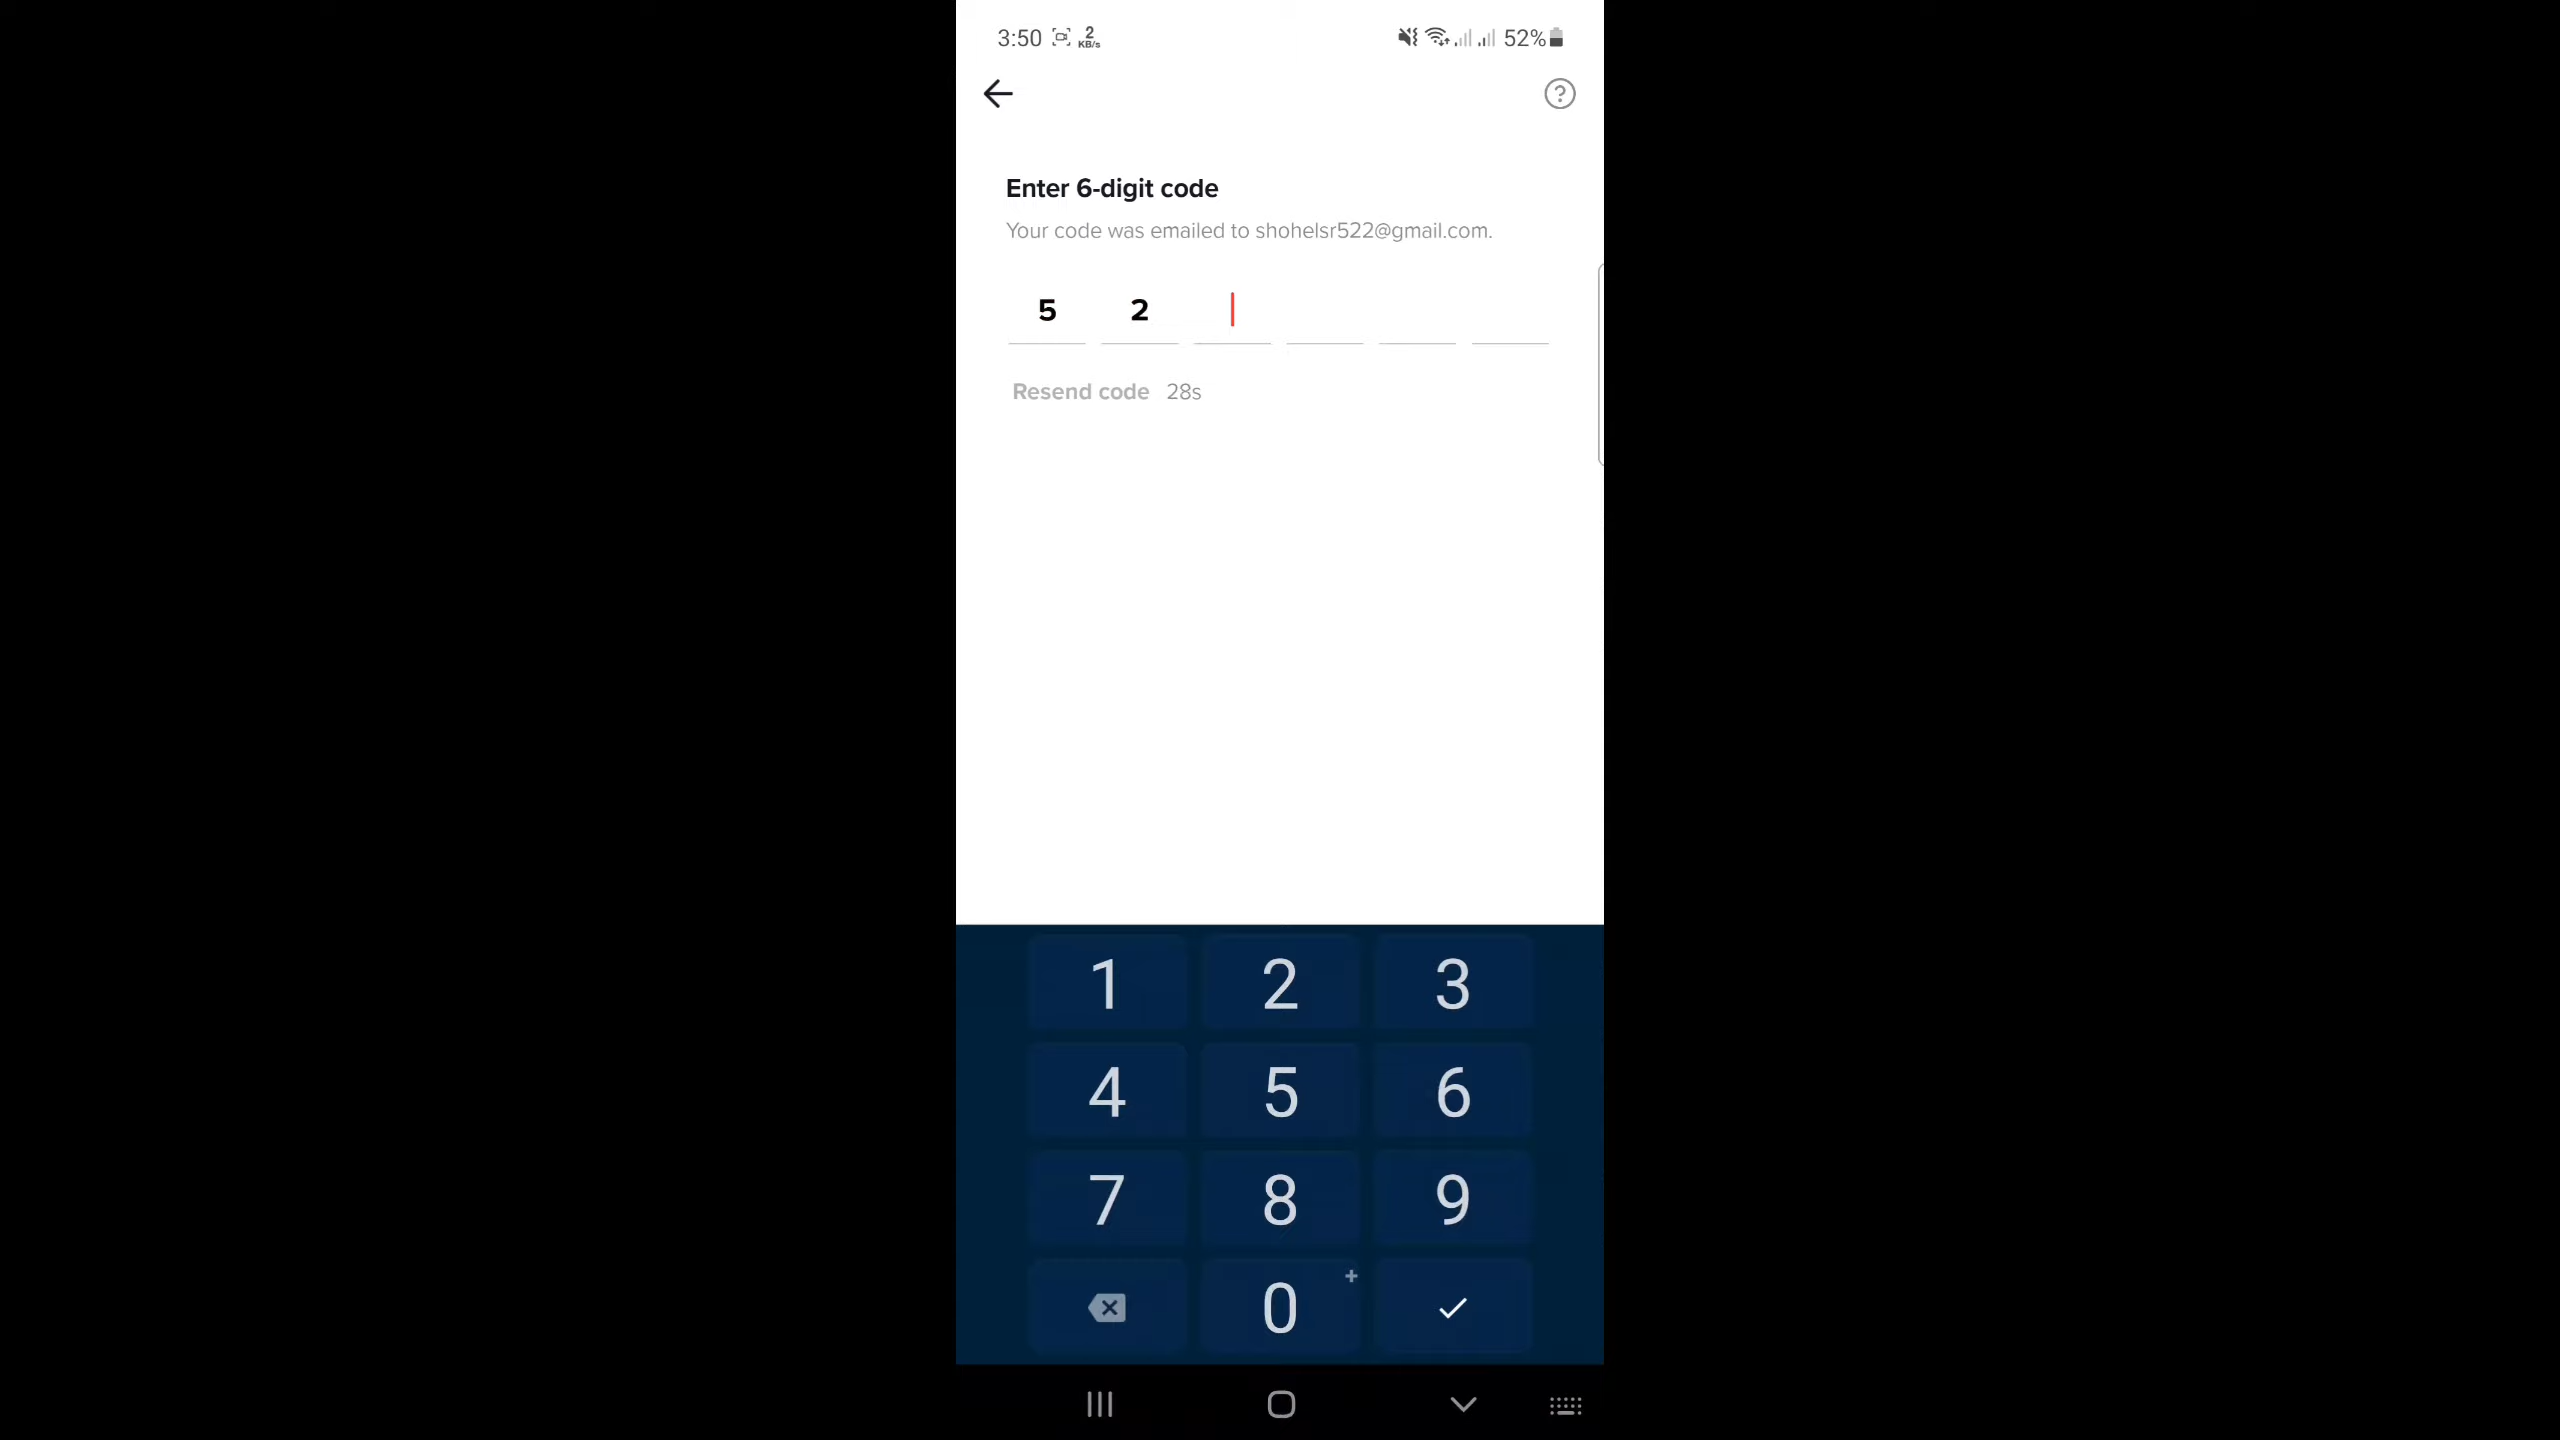 3:50 2 KB/s 52%
?
Enter 6-digit code
Your code was emailed to shohelsr522@gmail.com.
5 2
Resend code 28s
1 2 3
4 5 6
7 8 9
0 +